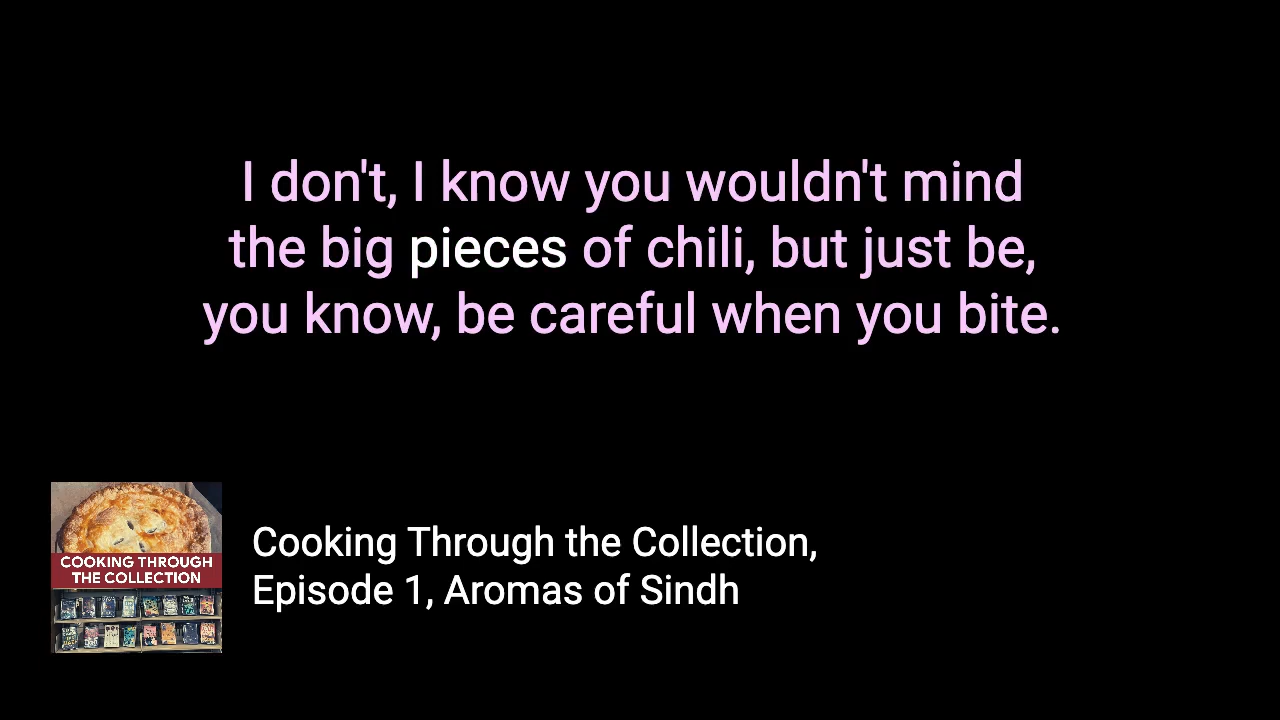 I don't, I know you wouldn't mind
the big pieces of chili, but just be,
you know, be careful when you bite.
COOKING THROUGH
THE COLLECTION
Cooking Through the Collection,
Episode 1, Aromas of Sindh